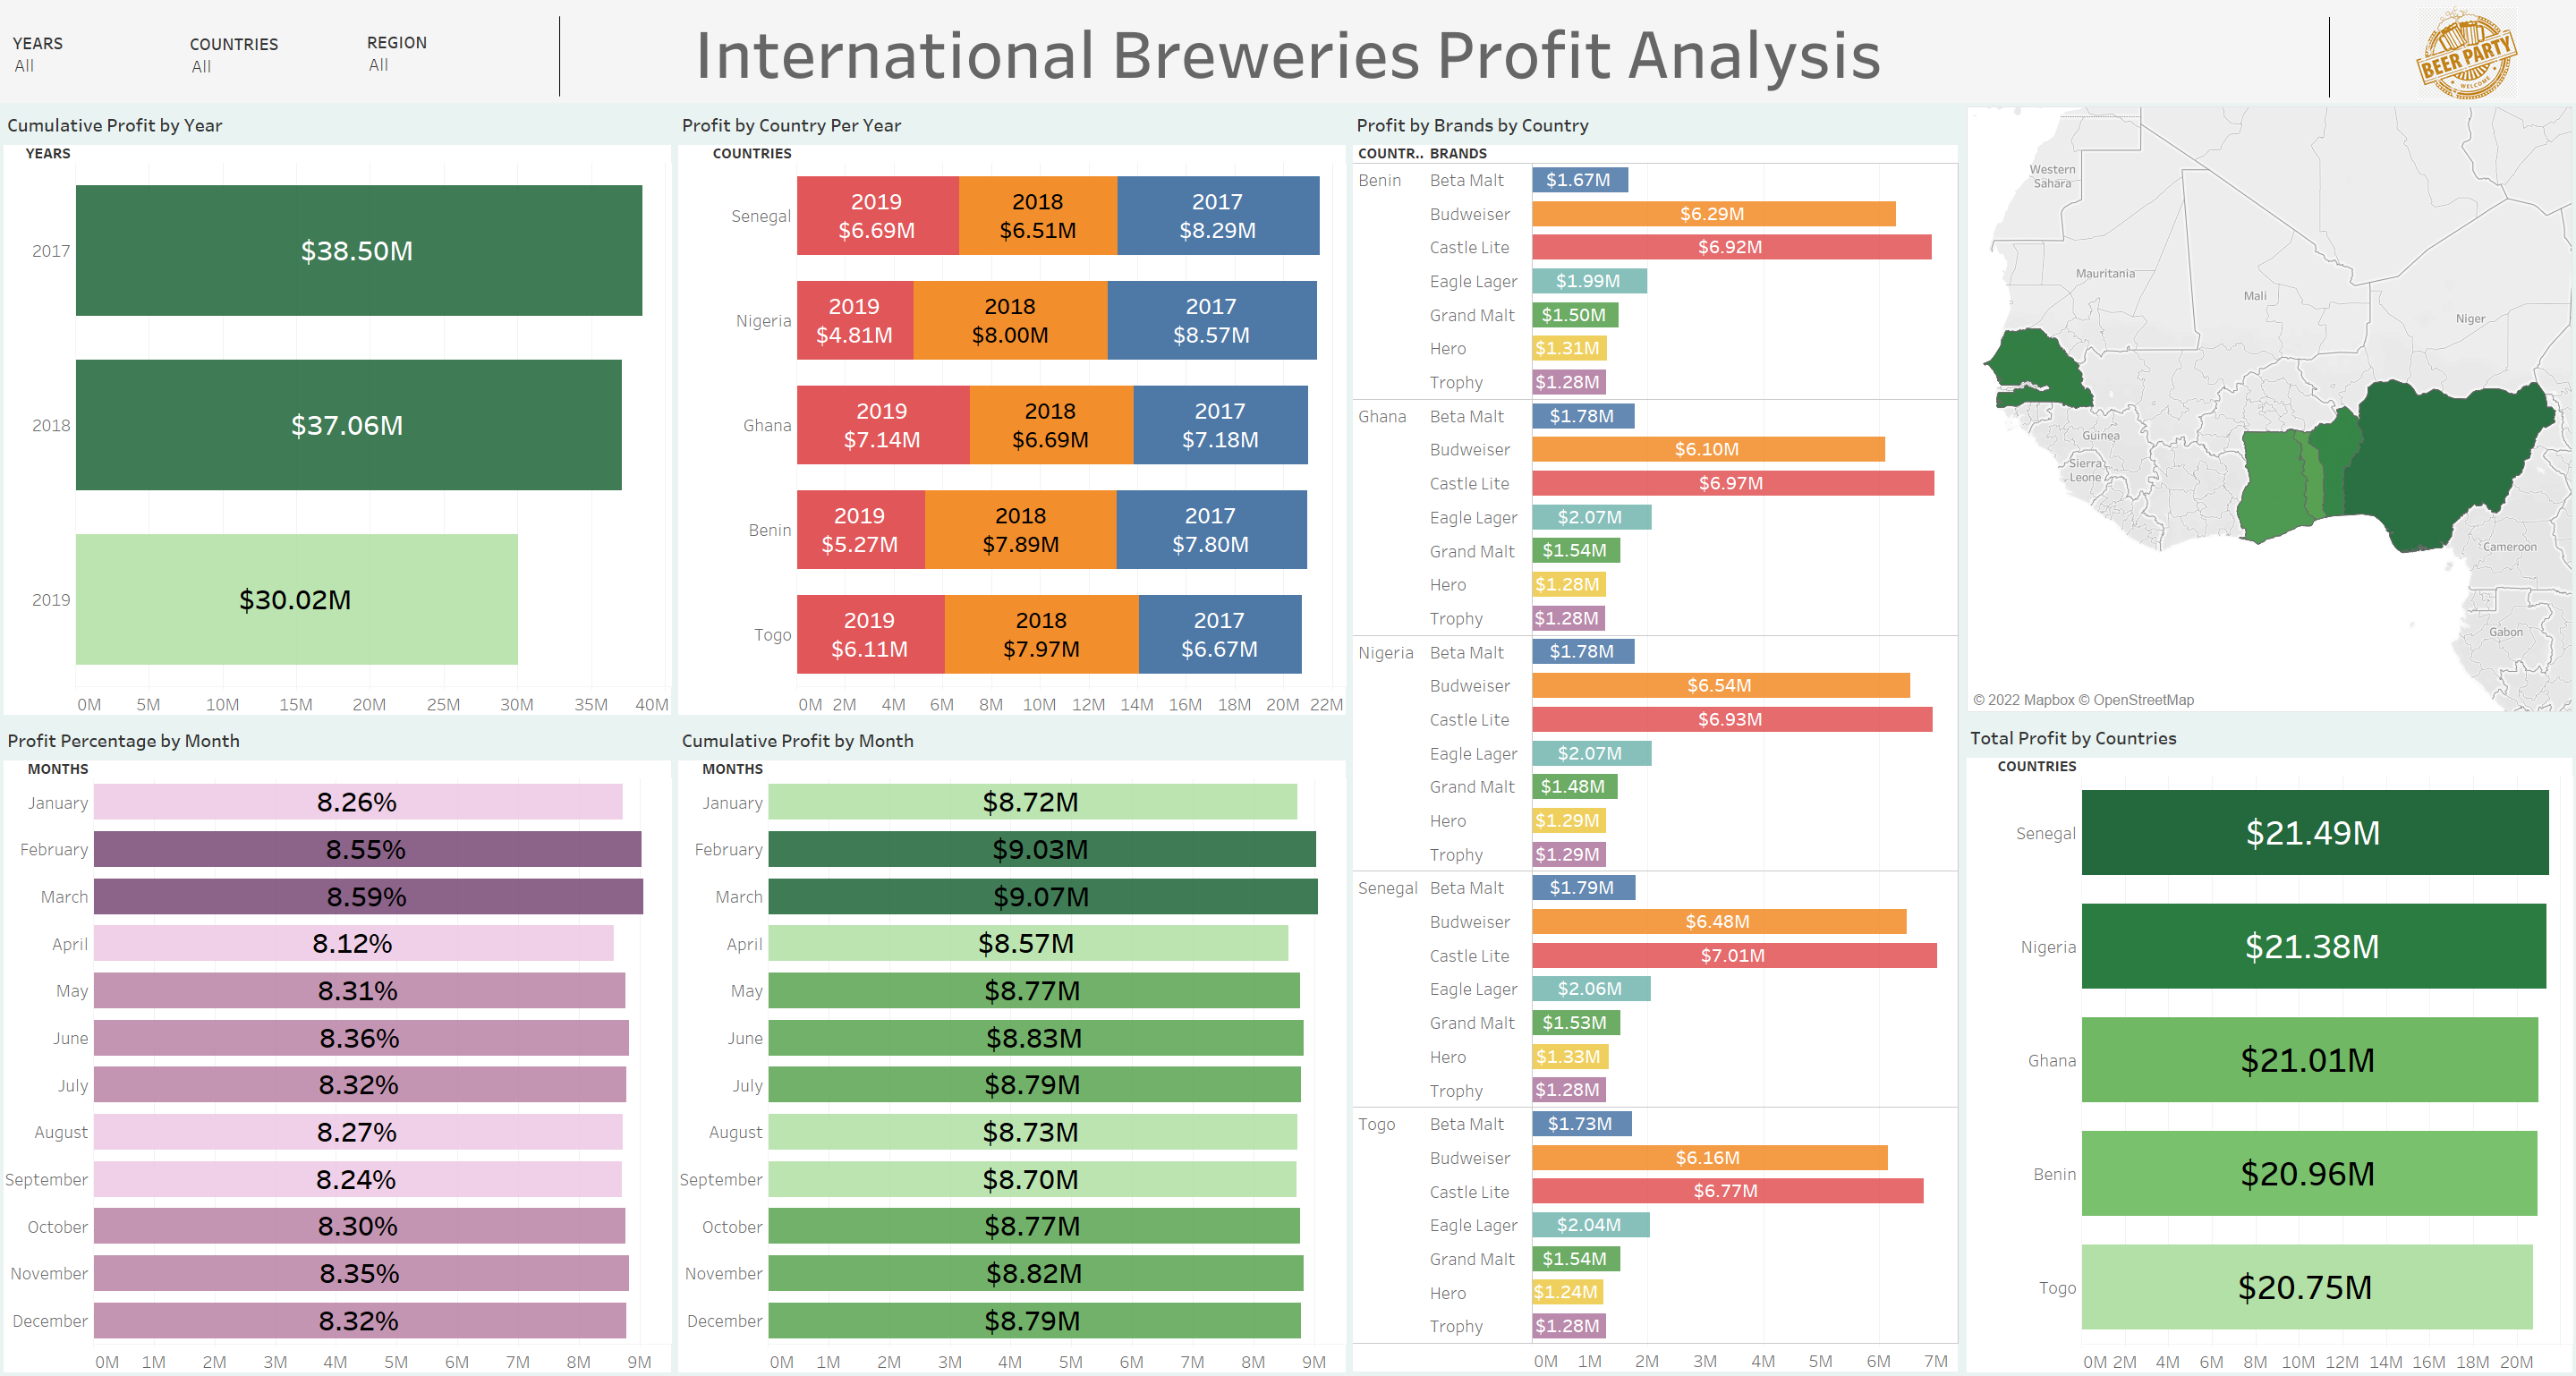 YEARS
All
COUNTRIES
All
REGION
All
International Breweries Profit Analysis
BEER PARTY
WELCOME
Cumulative Profit by Year
YEARS
2017
$38.50M
2018
$37.06M
2019
$30.02M
0M 5M 10M 15M 20M 25M 30M 35M 40M
Profit by Country Per Year
COUNTRIES
Senegal
2019 2018 2017
$6.69M $6.51M $8.29M
Nigeria
2019 2018 2017
$4.81M $8.00M $8.57M
Ghana
2019 2018 2017
$7.14M $6.69M $7.18M
Benin
2019 2018 2017
$5.27M $7.89M $7.80M
Togo
2019 2018 2017
$6.11M $7.97M $6.67M
0M 2M 4M 6M 8M 10M 12M 14M 16M 18M 20M 22M
Profit by Brands by Country
COUNTR.. BRANDS
Benin Beta Malt $1.67M
Budweiser $6.29M
Castle Lite $6.92M
Eagle Lager $1.99M
Grand Malt $1.50M
Hero $1.31M
Trophy $1.28M
Ghana Beta Malt $1.78M
Budweiser $6.10M
Castle Lite $6.97M
Eagle Lager $2.07M
Grand Malt $1.54M
Hero $1.28M
Trophy $1.28M
Nigeria Beta Malt $1.78M
Budweiser $6.54M
Castle Lite $6.93M
Eagle Lager $2.07M
Grand Malt $1.48M
Hero $1.29M
Trophy $1.29M
Senegal Beta Malt $1.79M
Budweiser $6.48M
Castle Lite $7.01M
Eagle Lager $2.06M
Grand Malt $1.53M
Hero $1.33M
Trophy $1.28M
Togo Beta Malt $1.73M
Budweiser $6.16M
Castle Lite $6.77M
Eagle Lager $2.04M
Grand Malt $1.54M
Hero $1.24M
Trophy $1.28M
0M 1M 2M 3M 4M 5M 6M 7M
Western
Sahara
Mauritania
Mali
Niger
Guinea
Sierra
Leone
Cameroon
Gabon
© 2022 Mapbox © OpenStreetMap
Profit Percentage by Month
MONTHS
January 8.26%
February 8.55%
March 8.59%
April 8.12%
May 8.31%
June 8.36%
July 8.32%
August 8.27%
September 8.24%
October 8.30%
November 8.35%
December 8.32%
0M 1M 2M 3M 4M 5M 6M 7M 8M 9M
Cumulative Profit by Month
MONTHS
January $8.72M
February $9.03M
March $9.07M
April $8.57M
May $8.77M
June $8.83M
July $8.79M
August $8.73M
September $8.70M
October $8.77M
November $8.82M
December $8.79M
0M 1M 2M 3M 4M 5M 6M 7M 8M 9M
Total Profit by Countries
COUNTRIES
Senegal $21.49M
Nigeria $21.38M
Ghana $21.01M
Benin $20.96M
Togo $20.75M
0M 2M 4M 6M 8M 10M 12M 14M 16M 18M 20M